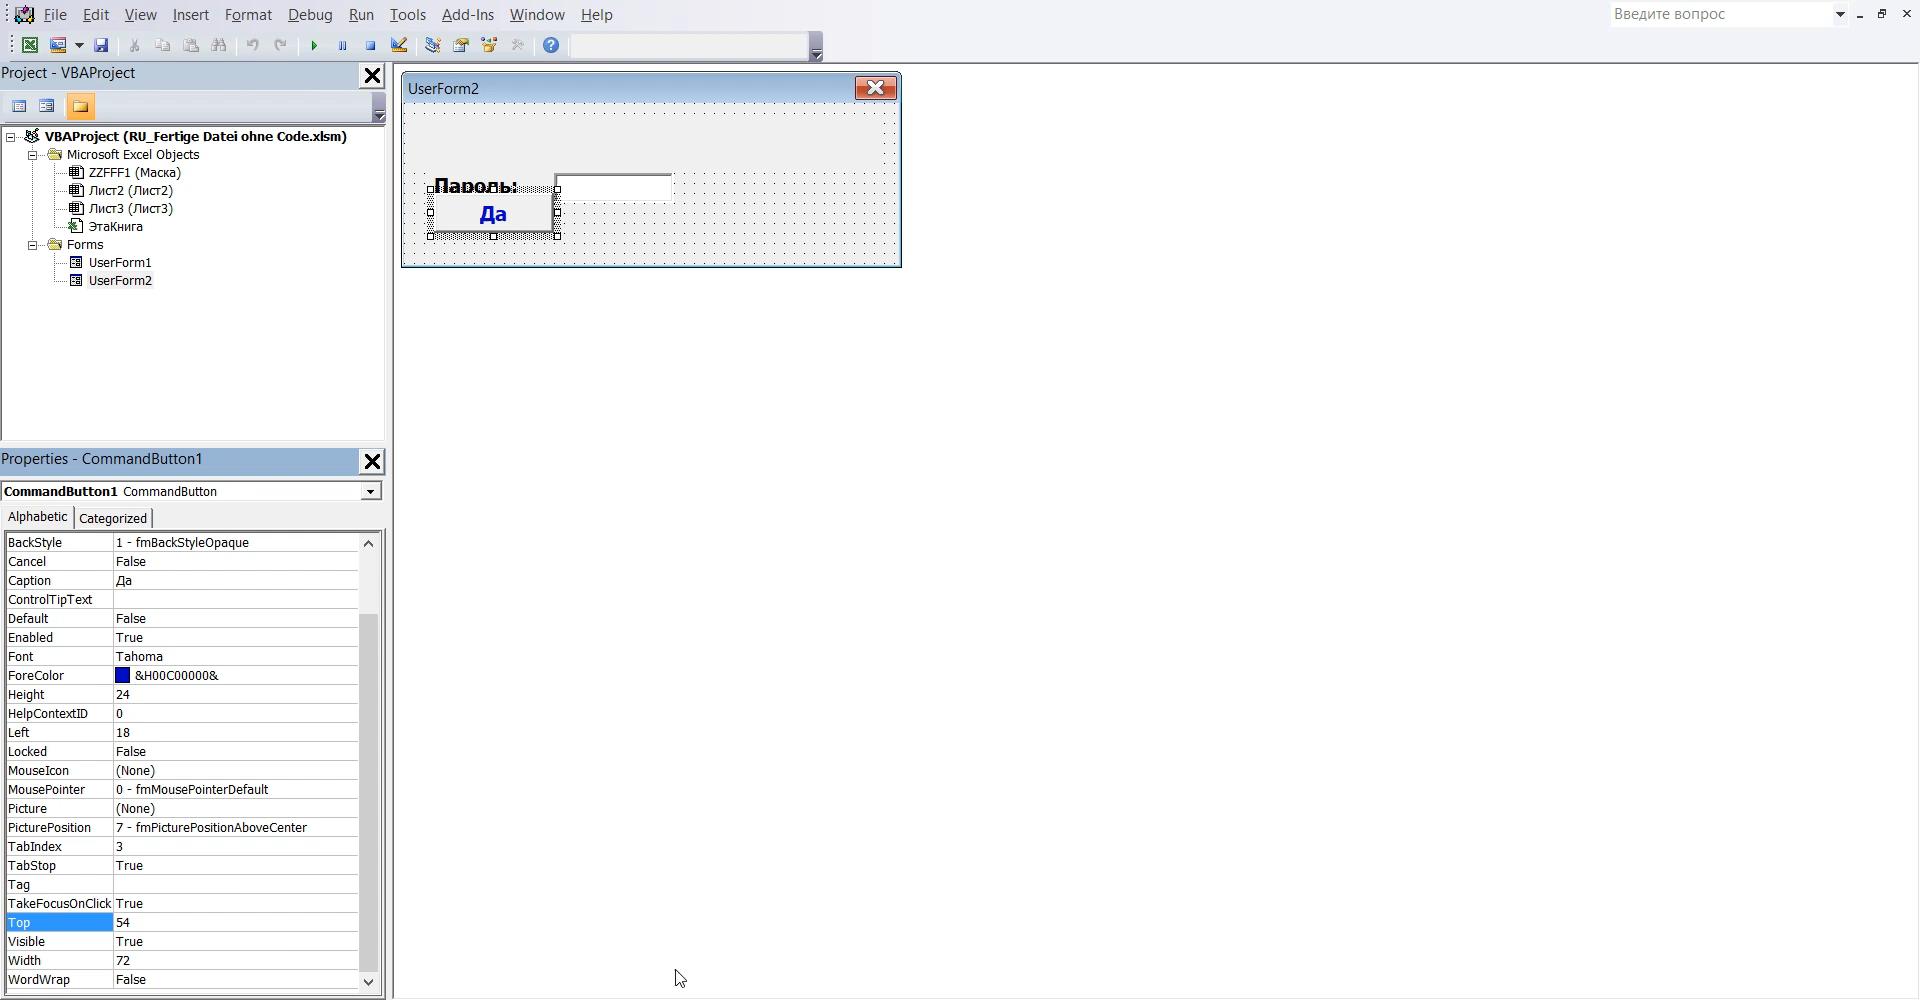 File Edit View Insert Format Debug Run Tools Add-Ins Window Help Введите вопрос
Project - VBAProject
VBAProject (RU_Fertige Datei ohne Code.xlsm)
Microsoft Excel Objects
ZZFFF1 (Маска)
Лист2 (Лист2)
Лист3 (Лист3)
ЭтаКнига
Forms
UserForm1
UserForm2
UserForm2
Пароль:
Да
Properties - CommandButton1
CommandButton1 CommandButton
Alphabetic Categorized
BackStyle 1 - fmBackStyleOpaque
Cancel False
Caption Да
ControlTipText
Default False
Enabled True
Font Tahoma
ForeColor &H00C00000&
Height 24
HelpContextID 0
Left 18
Locked False
MouseIcon (None)
MousePointer 0 - fmMousePointerDefault
Picture (None)
PicturePosition 7 - fmPicturePositionAboveCenter
TabIndex 3
TabStop True
Tag
TakeFocusOnClick True
Top 54
Visible True
Width 72
WordWrap False